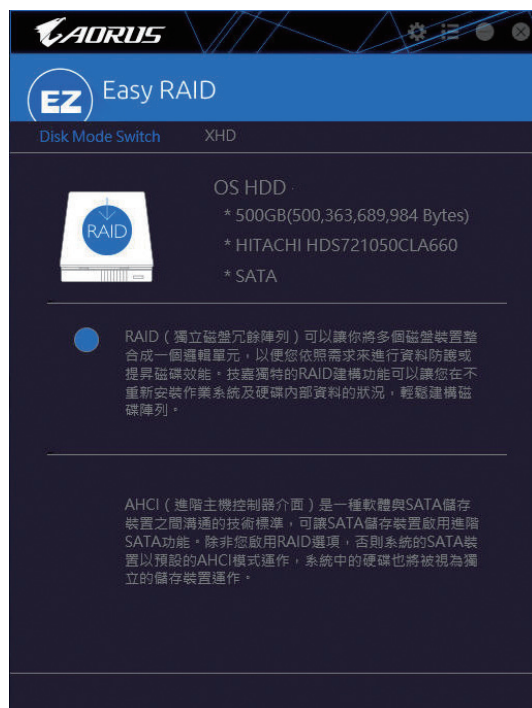 AORUS
EZ Easy RAID
Disk Mode Switch XHD
RAID
OS HDD
* 500GB(500,363,689,984 Bytes)
* HITACHI HDS721050CLA660
* SATA
RAID(獨立磁盤冗餘陣列)可以讓你將多個磁盤裝置整
合成一個邏輯單元,以便您依照需求來進行資料防護或
提昇磁碟效能。技嘉獨特的RAID建構功能可以讓您在不
重新安裝作業系統及硬碟內部資料的狀況,輕鬆建構磁
碟陣列。
AHCI(進階主機控制器介面)是一種軟體與SATA儲存
裝置之間溝通的技術標準,可讓SATA儲存裝置啟用進階
SATA功能。除非您啟用RAID選項,否則系統的SATA裝
置以預設的AHCI模式運作,系統中的硬碟也將被視為獨
立的儲存裝置運作。